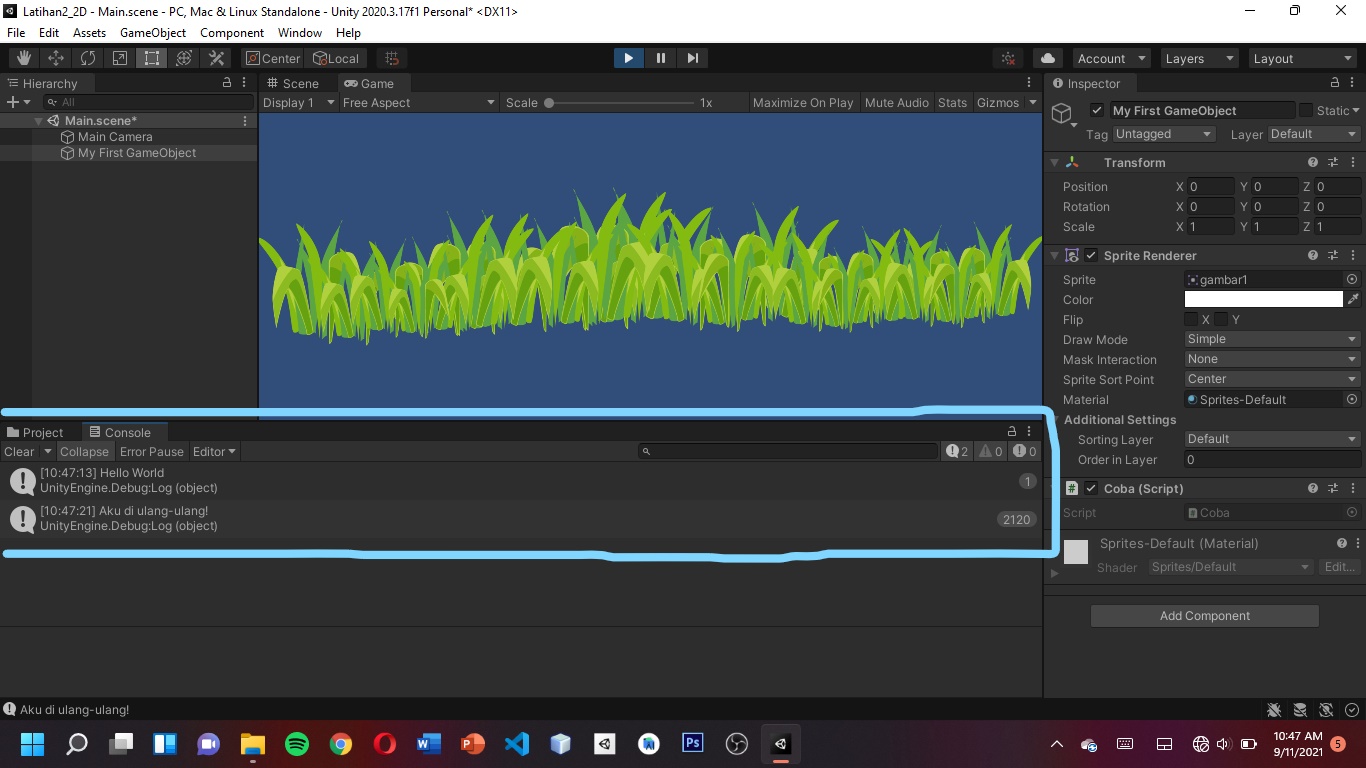 Latihan2_2D - Main.scene - PC, Mac & Linux Standalone - Unity 2020.3.17f1 Personal* <DX11>
File Edit Assets GameObject Component Window Help
Center Local Account Layers Layout
Hierarchy
All
Main.scene*
Main Camera
My First GameObject
Scene Game
Display 1 Free Aspect Scale 1x Maximize On Play Mute Audio Stats Gizmos
Project Console
Clear Collapse Error Pause Editor 2 0 0
[10:47:13] Hello World
UnityEngine.Debug:Log (object)
1
[10:47:21] Aku di ulang-ulang!
UnityEngine.Debug:Log (object)
2120
Inspector
My First GameObject Static
Tag Untagged Layer Default
Transform
Position X 0 Y 0 Z 0
Rotation X 0 Y 0 Z 0
Scale X 1 Y 1 Z 1
Sprite Renderer
Sprite gambar1
Color
Flip X Y
Draw Mode Simple
Mask Interaction None
Sprite Sort Point Center
Material Sprites-Default
Additional Settings
Sorting Layer Default
Order in Layer 0
# Coba (Script)
Script # Coba
Sprites-Default (Material)
Shader Sprites/Default Edit...
Add Component
Aku di ulang-ulang!
W P Ps
10:47 AM
9/11/2021 5